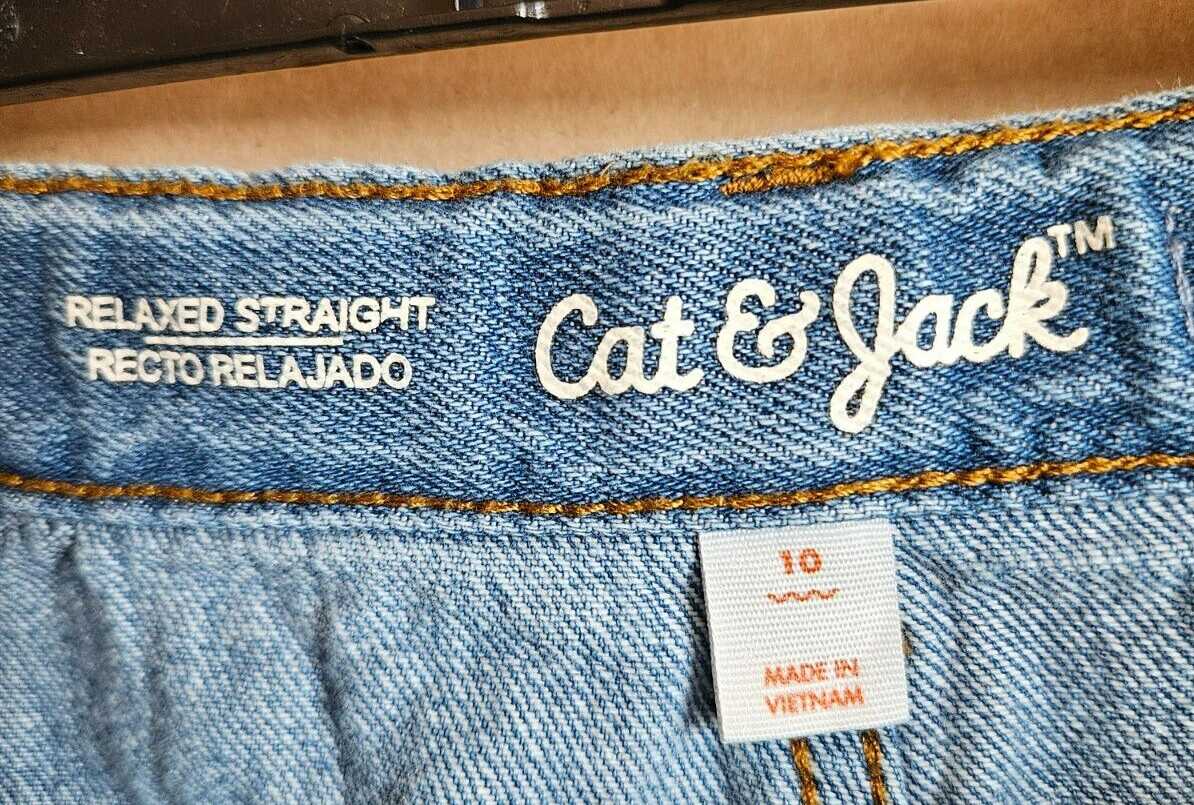 RELAXED STRAIGHT
RECTO RELAJADO
Cat & Jack™
10
MADE IN
VIETNAM